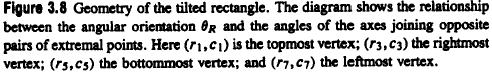 Figure 3.8 Geometry of the tilted rectangle. The diagram shows the relationship
between the angular orientation θR and the angles of the axes joining opposite
pairs of extremal points. Here (r1,c1) is the topmost vertex; (r3,c3) the rightmost
vertex; (r5,c5) the bottommost vertex; and (r7,c7) the leftmost vertex.